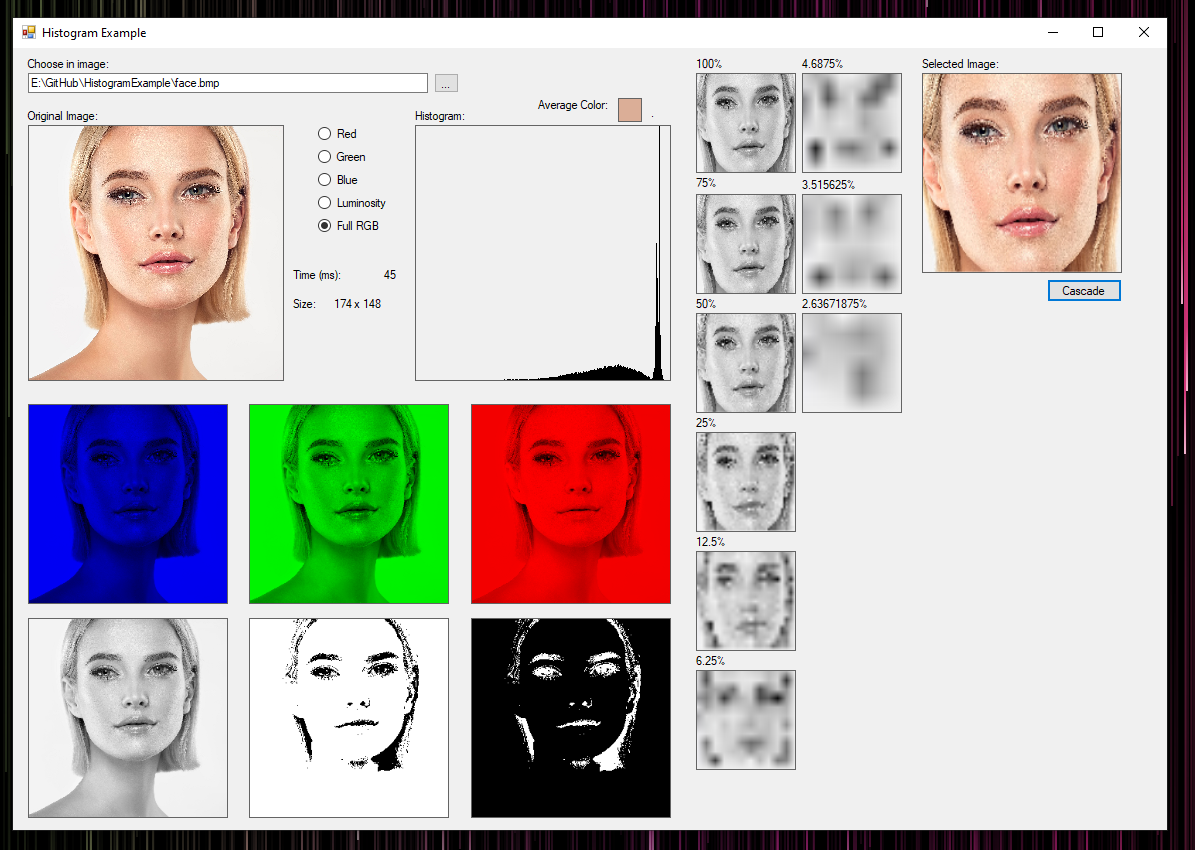 Histogram Example
Choose in image:
E:\GitHub\HistogramExample\face.bmp
...
Original Image:
Red
Green
Blue
Luminosity
Full RGB
Time (ms): 45
Size: 174 x 148
Histogram:
Average Color: .
100%
4.6875%
75%
3.515625%
50%
2.63671875%
25%
12.5%
6.25%
Selected Image:
Cascade